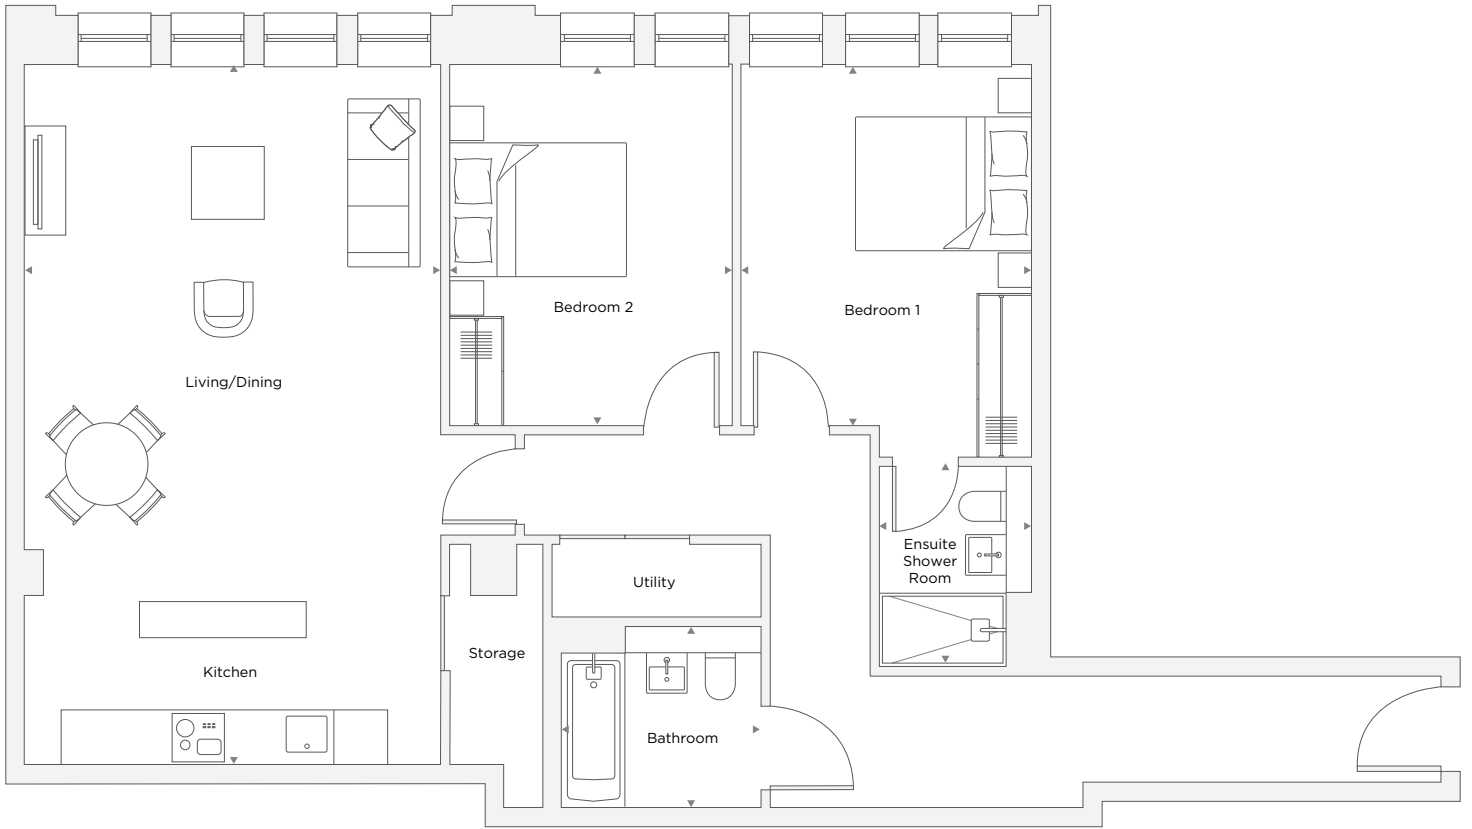 Bedroom 2
Bedroom 1
Living/Dining
Ensuite
Shower
Room
Utility
Storage
Kitchen
Bathroom